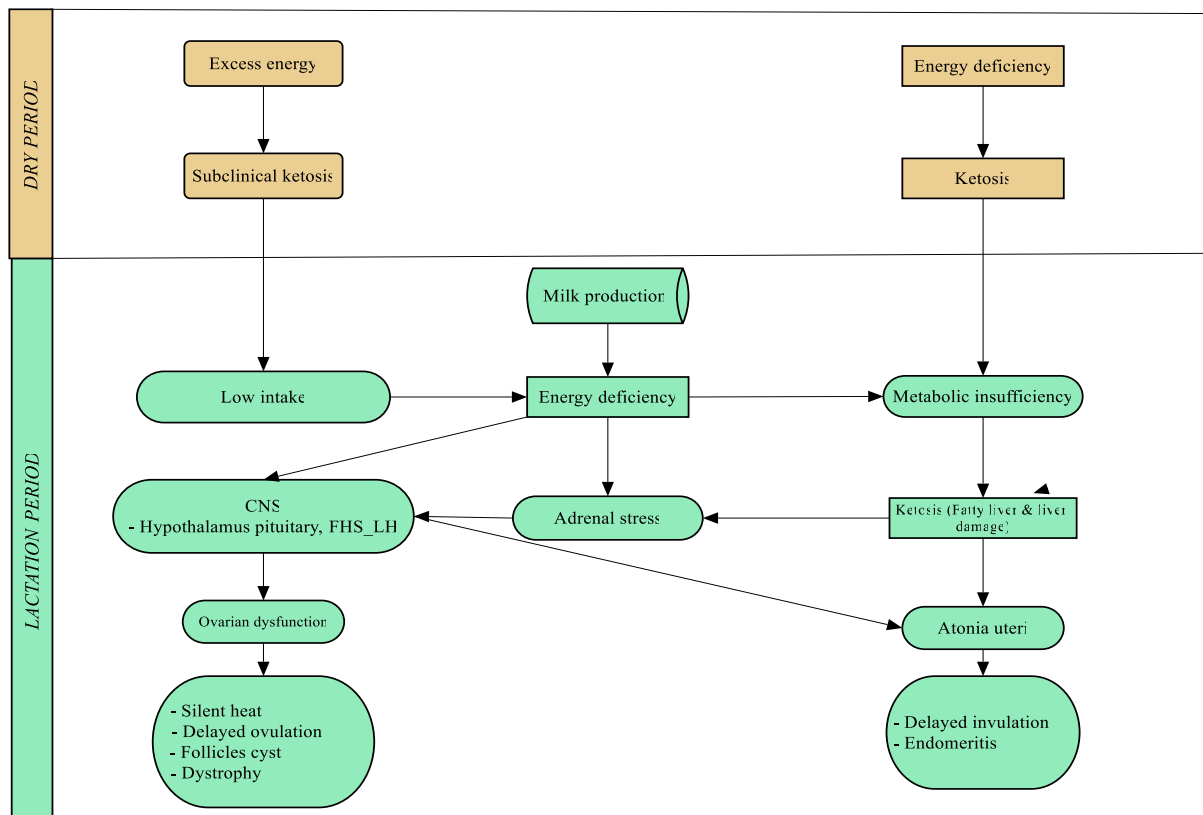 DRY PERIOD
Excess energy
Energy deficiency
Subclinical ketosis
Ketosis
LACTATION PERIOD
Milk production
Low intake
Energy deficiency
Metabolic insufficiency
CNS
- Hypothalamus pituitary, FHS_LH
Adrenal stress
Ketosis (Fatty liver & liver
damage)
Ovarian dysfunction
Atonia uteri
- Silent heat
- Delayed ovulation
- Follicles cyst
- Dystrophy
- Delayed invulation
- Endomeritis